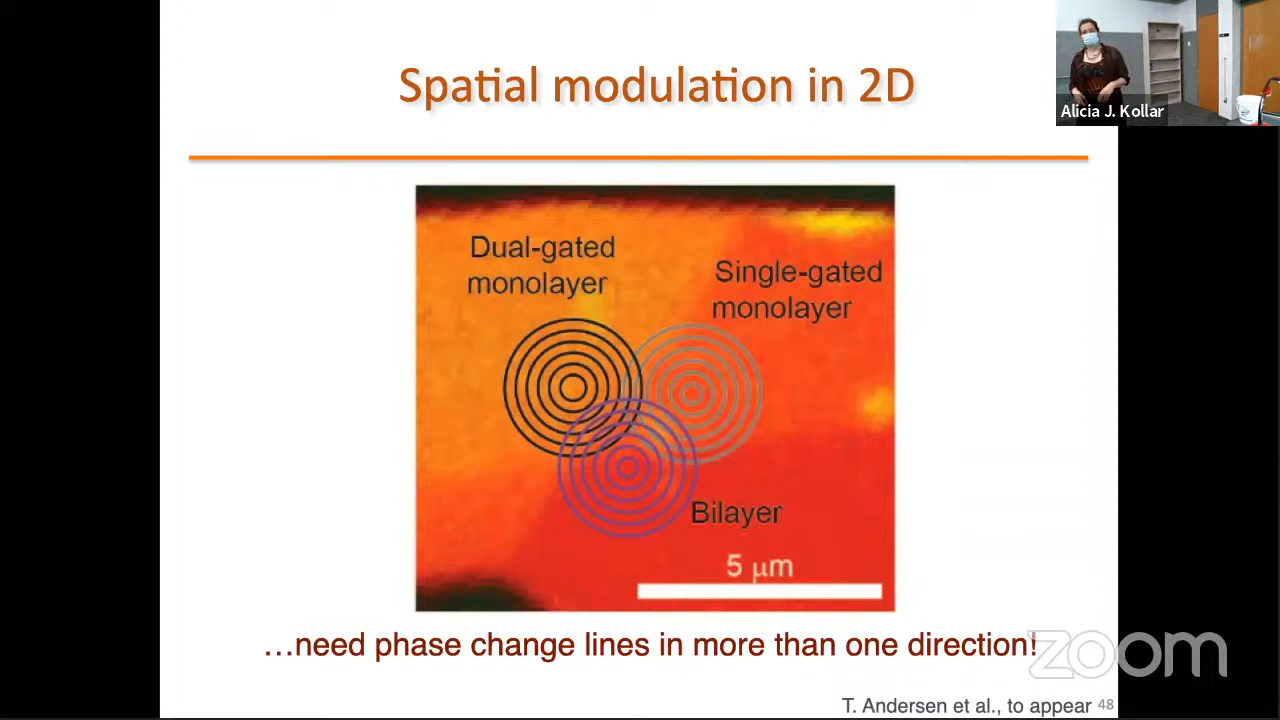 Spatial modulation in 2D
Alicia J. Kollar
Dual-gated
monolayer
Single-gated
monolayer
Bilayer
5 μm
...need phase change lines in more than one direction!
zoom
T. Andersen et al., to appear 48